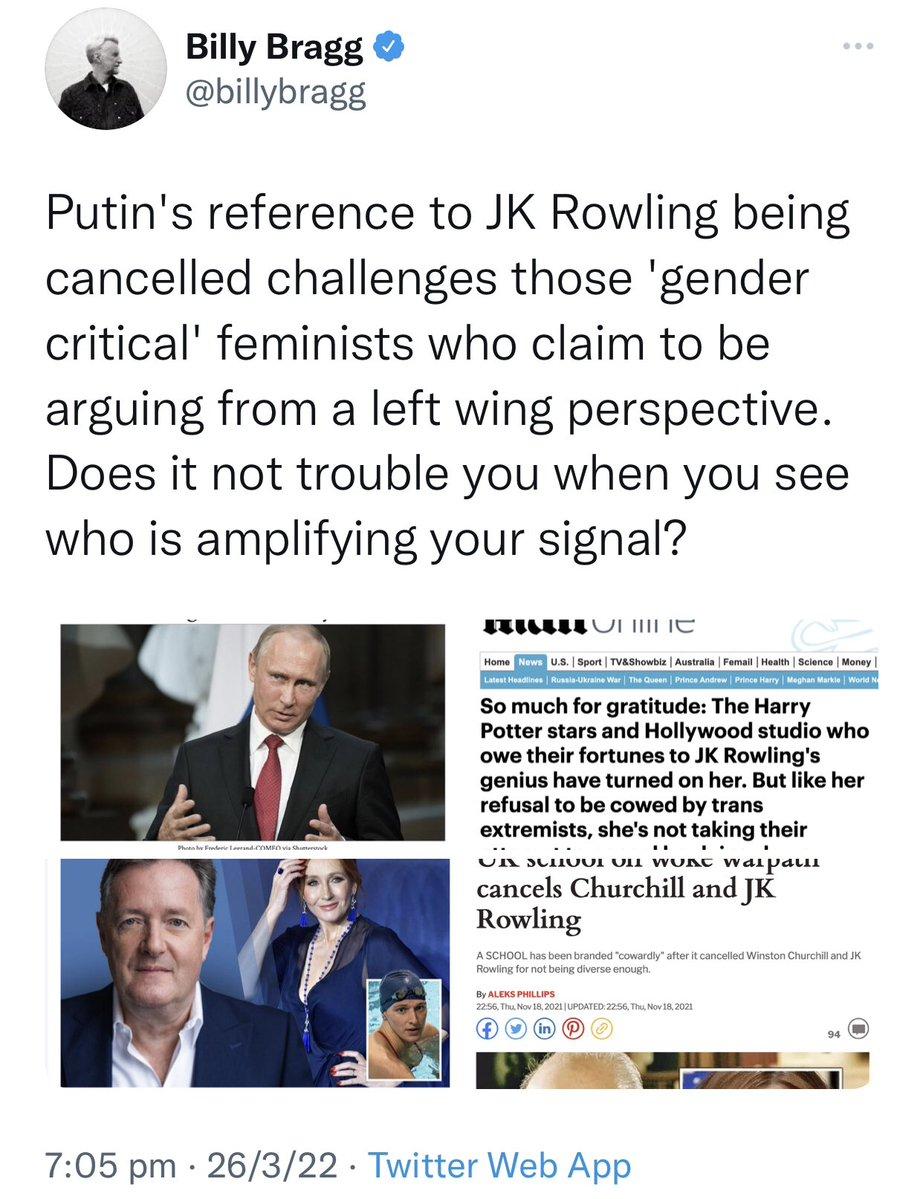 Billy Bragg
@billybragg
Putin's reference to JK Rowling being
cancelled challenges those 'gender
critical' feminists who claim to be
arguing from a left wing perspective.
Does it not trouble you when you see
who is amplifying your signal?
Photo by Frederic Legrand-COMEO via Shutterstock
Online
Home News U.S. | Sport | TV&Showbiz | Australia | Femail | Health | Science | Money |
Latest Headlines | Russia-Ukraine War | The Queen | Prince Andrew | Prince Harry | Meghan Markle | World
So much for gratitude: The Harry
Potter stars and Hollywood studio who
owe their fortunes to JK Rowling's
genius have turned on her. But like her
refusal to be cowed by trans
extremists, she's not taking their
UK school on woke warpath
cancels Churchill and JK
Rowling
A SCHOOL has been branded "cowardly" after it cancelled Winston Churchill and JK
Rowling for not being diverse enough.
By ALEKS PHILLIPS
22:56, Thu, Nov 18, 2021 | UPDATED: 22:56, Thu, Nov 18, 2021
94
7:05 pm · 26/3/22 · Twitter Web App